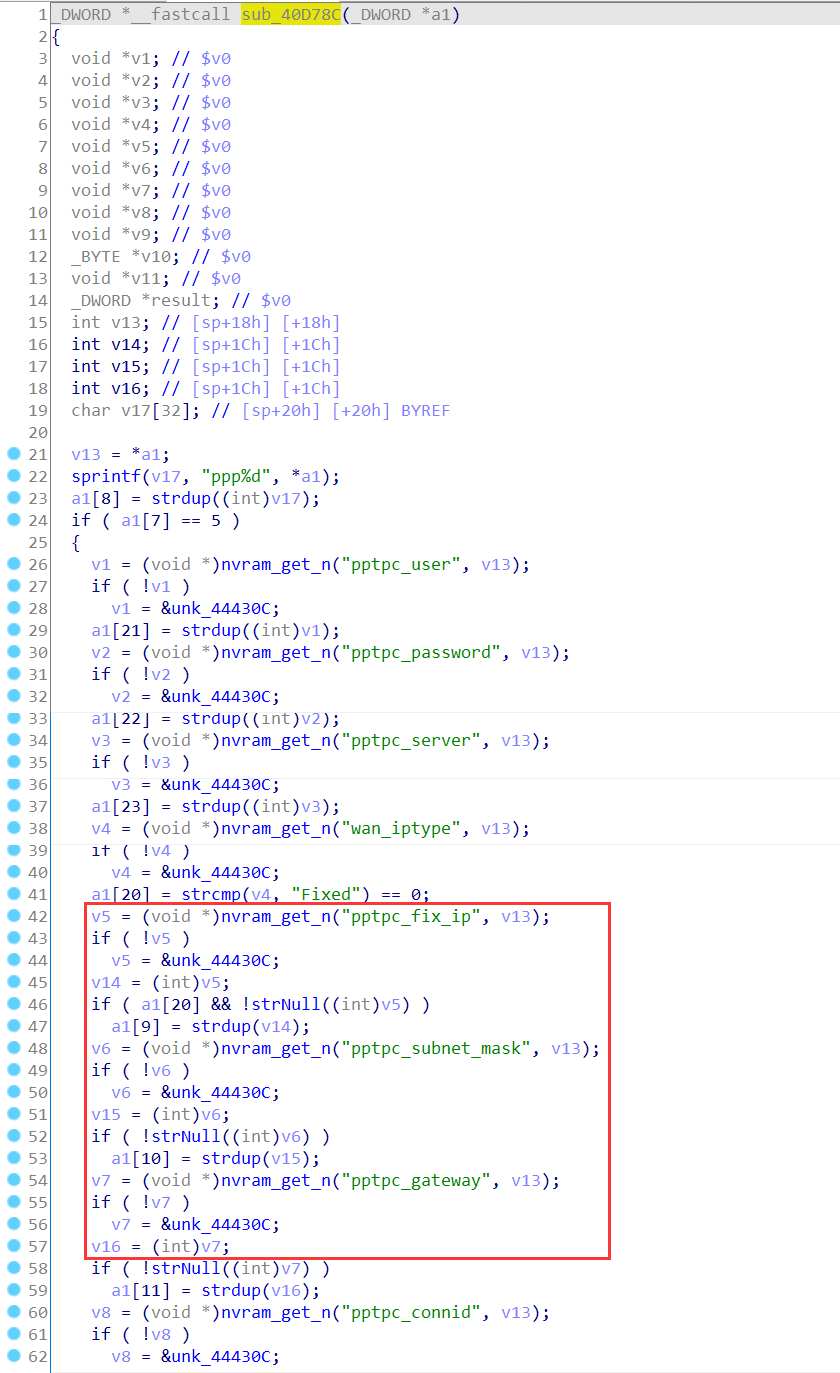 1 _DWORD *__fastcall sub_40D78C(_DWORD *a1)
2 {
3 void *v1; // $v0
4 void *v2; // $v0
5 void *v3; // $v0
6 void *v4; // $v0
7 void *v5; // $v0
8 void *v6; // $v0
9 void *v7; // $v0
10 void *v8; // $v0
11 void *v9; // $v0
12 _BYTE *v10; // $v0
13 void *v11; // $v0
14 _DWORD *result; // $v0
15 int v13; // [sp+18h] [+18h]
16 int v14; // [sp+1Ch] [+1Ch]
17 int v15; // [sp+1Ch] [+1Ch]
18 int v16; // [sp+1Ch] [+1Ch]
19 char v17[32]; // [sp+20h] [+20h] BYREF
20
21 v13 = *a1;
22 sprintf(v17, "ppp%d", *a1);
23 a1[8] = strdup((int)v17);
24 if ( a1[7] == 5 )
25 {
26 v1 = (void *)nvram_get_n("pptpc_user", v13);
27 if ( !v1 )
28 v1 = &unk_44430C;
29 a1[21] = strdup((int)v1);
30 v2 = (void *)nvram_get_n("pptpc_password", v13);
31 if ( !v2 )
32 v2 = &unk_44430C;
33 a1[22] = strdup((int)v2);
34 v3 = (void *)nvram_get_n("pptpc_server", v13);
35 if ( !v3 )
36 v3 = &unk_44430C;
37 a1[23] = strdup((int)v3);
38 v4 = (void *)nvram_get_n("wan_iptype", v13);
39 if ( !v4 )
40 v4 = &unk_44430C;
41 a1[20] = strcmp(v4, "Fixed") == 0;
42 v5 = (void *)nvram_get_n("pptpc_fix_ip", v13);
43 if ( !v5 )
44 v5 = &unk_44430C;
45 v14 = (int)v5;
46 if ( a1[20] && !strNull((int)v5) )
47 a1[9] = strdup(v14);
48 v6 = (void *)nvram_get_n("pptpc_subnet_mask", v13);
49 if ( !v6 )
50 v6 = &unk_44430C;
51 v15 = (int)v6;
52 if ( !strNull((int)v6) )
53 a1[10] = strdup(v15);
54 v7 = (void *)nvram_get_n("pptpc_gateway", v13);
55 if ( !v7 )
56 v7 = &unk_44430C;
57 v16 = (int)v7;
58 if ( !strNull((int)v7) )
59 a1[11] = strdup(v16);
60 v8 = (void *)nvram_get_n("pptpc_connid", v13);
61 if ( !v8 )
62 v8 = &unk_44430C;